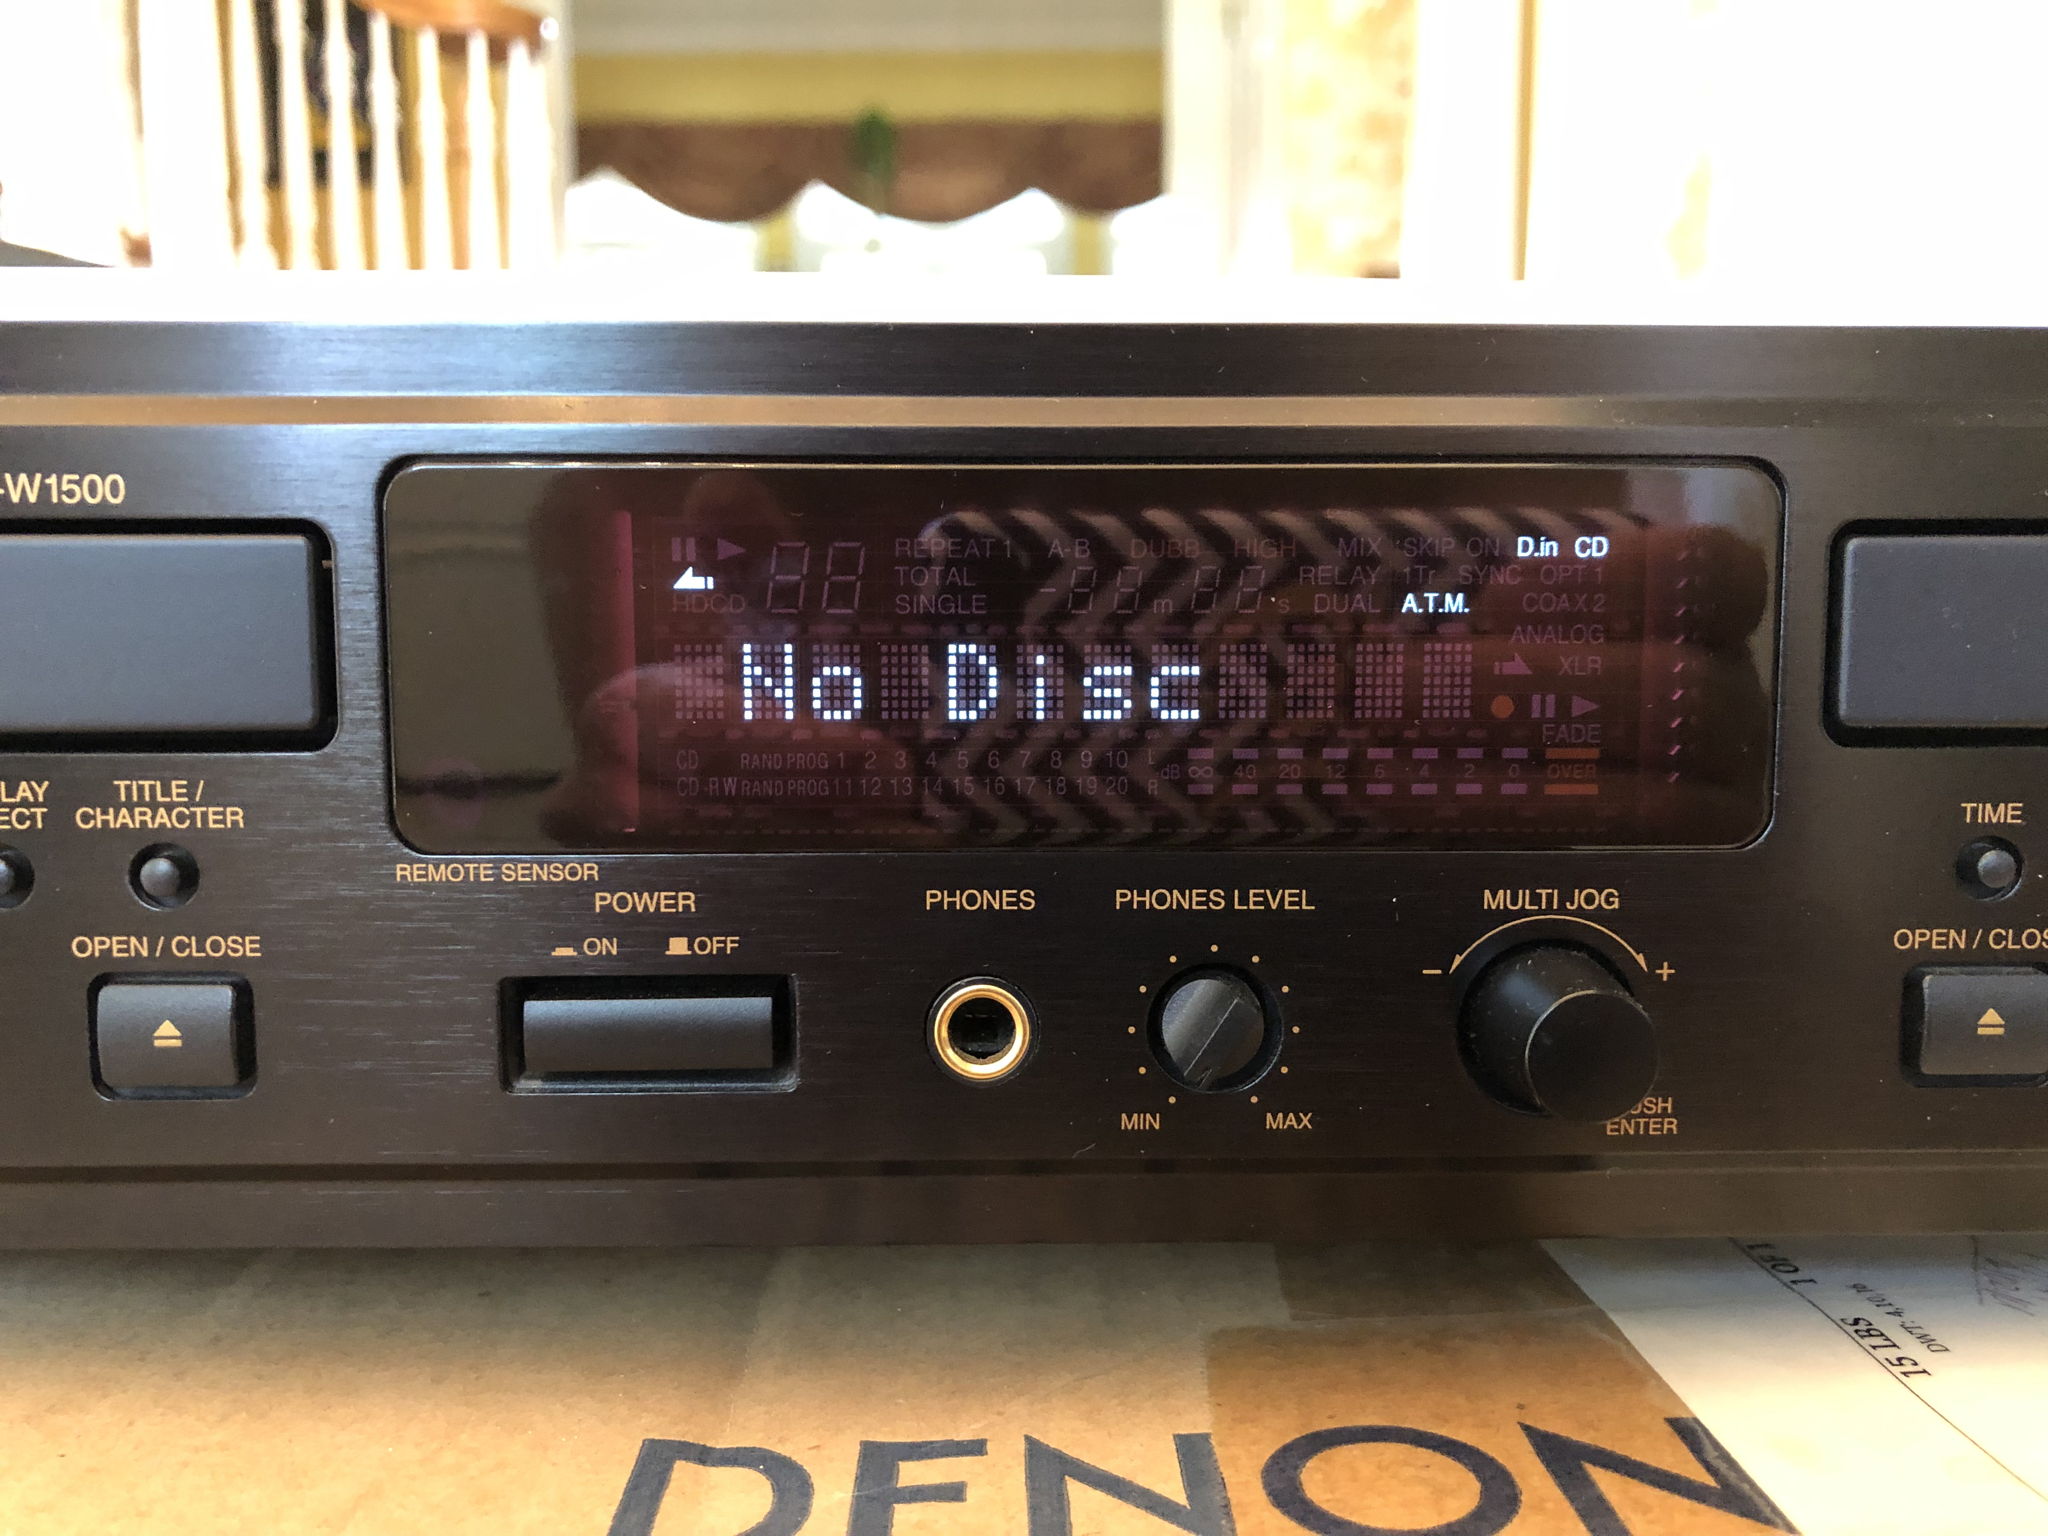 -W1500
REPEAT 1 A-B DUBB HIGH MIX SKIP ON D.in CD
TOTAL RELAY 1Tr SYNC OPT 1
HDCD SINGLE m s DUAL A.T.M. COAX 2
ANALOG
XLR
No Disc
FADE
CD RAND PROG 1 2 3 4 5 6 7 8 9 10 L
dB ∞ 40 20 12 6 4 2 0 OVER
CD-RW RAND PROG 11 12 13 14 15 16 17 18 19 20 R
LAY
ECT
TITLE /
CHARACTER
TIME
REMOTE SENSOR
POWER
ON OFF
PHONES
PHONES LEVEL
MULTI JOG
OPEN / CLOSE
OPEN / CLOS
- +
MIN MAX
USH
ENTER
1 OF 1
15 LBS
DENON